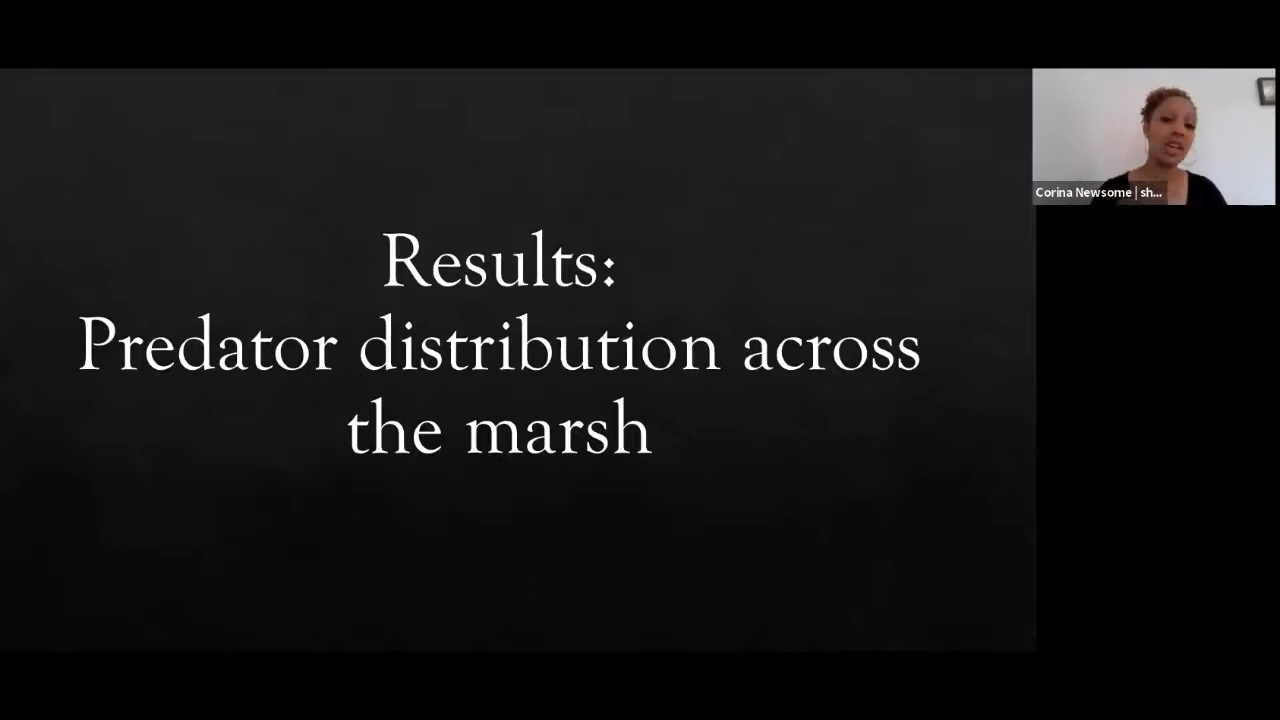 Results:
Predator distribution across
the marsh
Corina Newsome | sh...